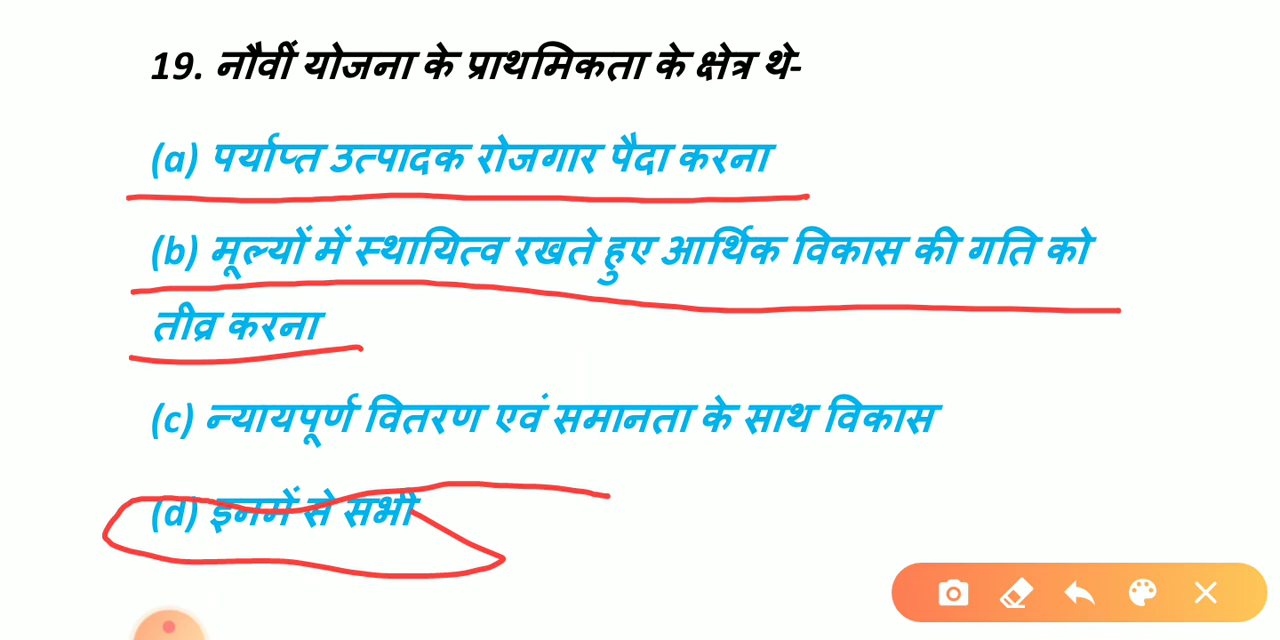 19. नौवीं योजना के प्राथमिकता के क्षेत्र थे-
(a) पर्याप्त उत्पादक रोजगार पैदा करना
(b) मूल्यों में स्थायित्व रखते हुए आर्थिक विकास की गति को
तीव्र करना
(c) न्यायपूर्ण वितरण एवं समानता के साथ विकास
(d) इनमें से सभी